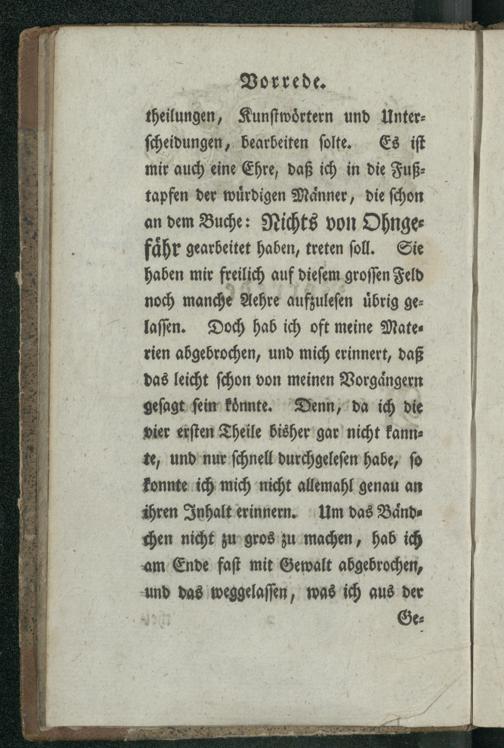 Vorrede.
theilungen, Kunstwörtern und Unter-
scheidungen, bearbeiten solte. Es ist
mir auch eine Ehre, daß ich in die Fuß-
tapfen der würdigen Männer, die schon
an dem Buche: Nichts von Ohnge-
fähr gearbeitet haben, treten soll. Sie
haben mir freilich auf diesem grossen Feld
noch manche Aehre aufzulesen übrig ge-
lassen. Doch hab ich oft meine Mate-
rien abgebrochen, und mich erinnert, daß
das leicht schon von meinen Vorgängern
gesagt sein könnte. Denn, da ich die
vier ersten Theile bisher gar nicht kann-
te, und nur schnell durchgelesen habe, so
konnte ich mich nicht allemahl genau an
ihren Inhalt erinnern. Um das Bänd-
chen nicht zu gros zu machen, hab ich
am Ende fast mit Gewalt abgebrochen,
und das weggelassen, was ich aus der
Ge-